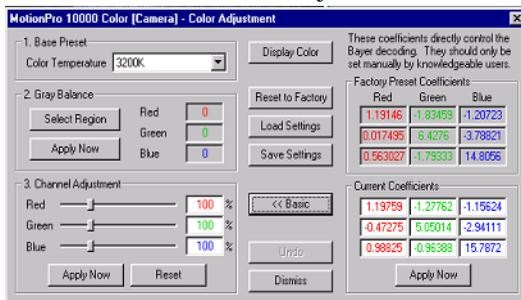 MotionPro 10000 Color [Camera] - Color Adjustment
1. Base Preset
Color Temperature 3200K
2. Gray Balance
Select Region
Apply Now
Red 0
Green 0
Blue 0
3. Channel Adjustment
Red 100 %
Green 100 %
Blue 100 %
Apply Now
Reset
Display Color
Reset to Factory
Load Settings
Save Settings
<< Basic
Undo
Dismiss
These coefficients directly control the
Bayer decoding. They should only be
set manually by knowledgeable users.
Factory Preset Coefficients
Red Green Blue
1.19146 -1.83459 -1.20723
0.017495 6.4276 -3.78821
0.563027 -1.79333 14.8056
Current Coefficients
1.19759 -1.27762 -1.15624
-0.47275 5.05014 -2.94111
0.98825 -0.96388 15.7872
Apply Now